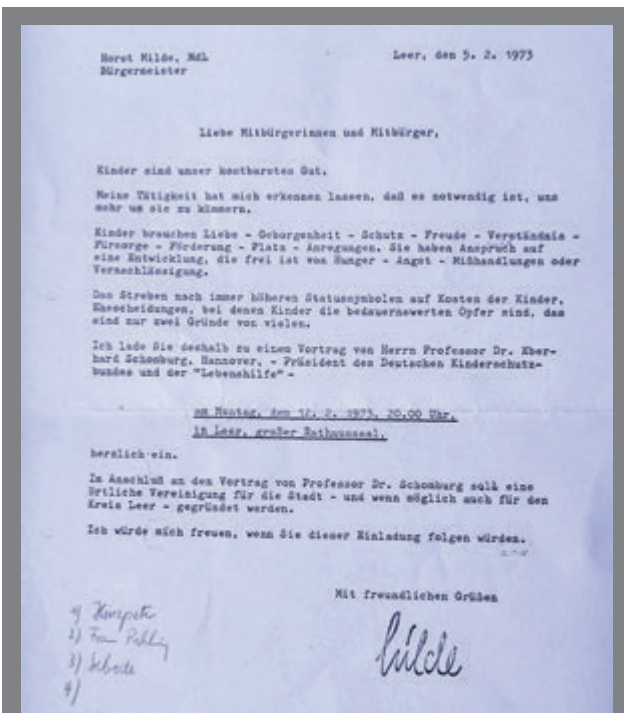 Horst Milde, MdL
Bürgermeister
Leer, den 5. 2. 1973
Liebe Mitbürgerinnen und Mitbürger,
Kinder sind unser kostbarstes Gut.
Meine Tätigkeit hat mich erkennen lassen, daß es notwendig ist, uns
mehr um sie zu kümmern.
Kinder brauchen Liebe - Geborgenheit - Schutz - Freude - Verständnis -
Fürsorge - Förderung - Platz - Anregungen. Sie haben Anspruch auf
eine Entwicklung, die frei ist von Hunger - Angst - Mißhandlungen oder
Vernachlässigung.
Das Streben nach immer höheren Statussymbolen auf Kosten der Kinder,
Ehescheidungen, bei denen Kinder die bedauernswerten Opfer sind, das
sind nur zwei Gründe von vielen.
Ich lade Sie deshalb zu einem Vortrag von Herrn Professor Dr. Eber-
hard Schomburg, Hannover, - Präsident des Deutschen Kinderschutz-
bundes und der "Lebenshilfe" -
am Montag, dem 12. 2. 1973, 20.00 Uhr,
in Leer, großer Rathaussaal,
herzlich ein.
Im Anschluß an den Vortrag von Professor Dr. Schomburg soll eine
örtliche Vereinigung für die Stadt - und wenn möglich auch für den
Kreis Leer - gegründet werden.
Ich würde mich freuen, wenn Sie dieser Einladung folgen würden.
Mit freundlichen Grüßen
Milde
1)
2) Frau
3)
4)